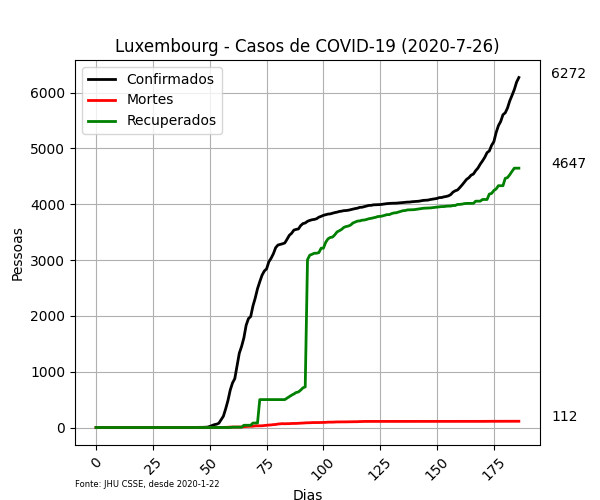 Luxembourg - Casos de COVID-19 (2020-7-26)
Confirmados
Mortes
Recuperados
6272
4647
112
Pessoas
6000
5000
4000
3000
2000
1000
0
0
25
50
75
100
125
150
175
Fonte: JHU CSSE, desde 2020-1-22
Dias